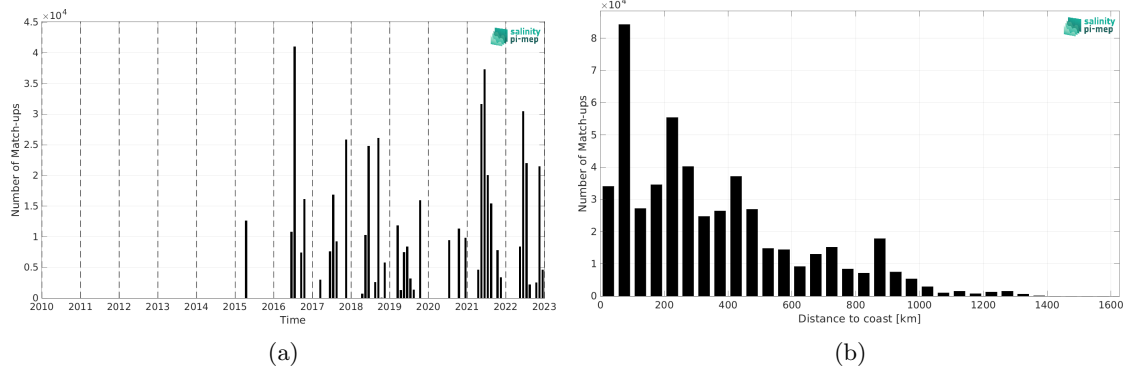 ×10⁴
4.5
4
3.5
3
2.5
2
1.5
1
0.5
0
Number of Match-ups
2010 2011 2012 2013 2014 2015 2016 2017 2018 2019 2020 2021 2022 2023
Time
salinity
pi-mep
(a)
8
7
6
5
4
3
2
1
0
Number of Match-ups
0 200 400 600 800 1000 1200 1400 1600
Distance to coast [km]
salinity
pi-mep
(b)